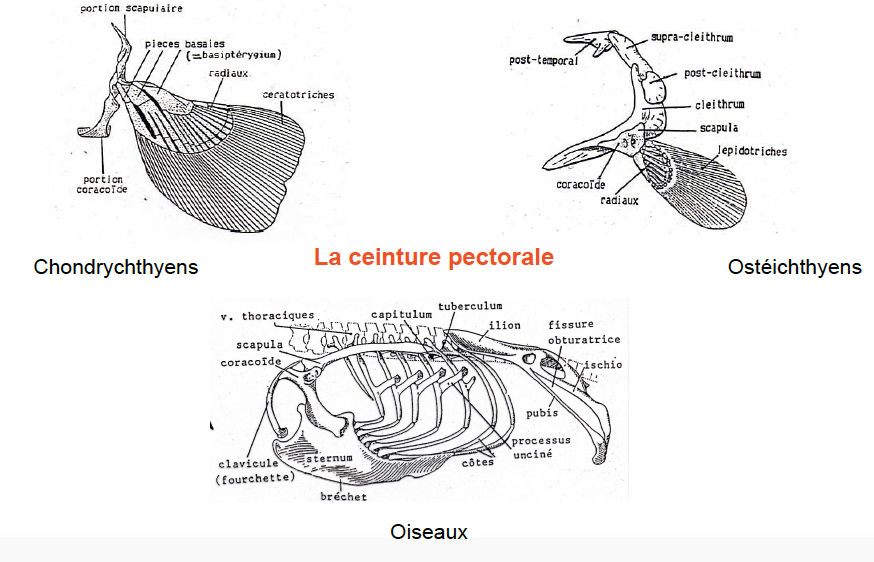 portion scapulaire
pieces basales
(=basiptérygium)
radiaux
ceratotriches
portion
coracoïde
supra-cleithrum
post-temporal
post-cleithrum
cleithrum
scapula
lepidotriches
coracoïde
radiaux
Chondrychthyens
La ceinture pectorale
Ostéichthyens
v. thoraciques
capitulum
tuberculum
ilion
fissure
obturatrice
scapula
coracoïde
ischio
pubis
processus
unciné
côtes
sternum
clavicule
(fourchette)
bréchet
Oiseaux